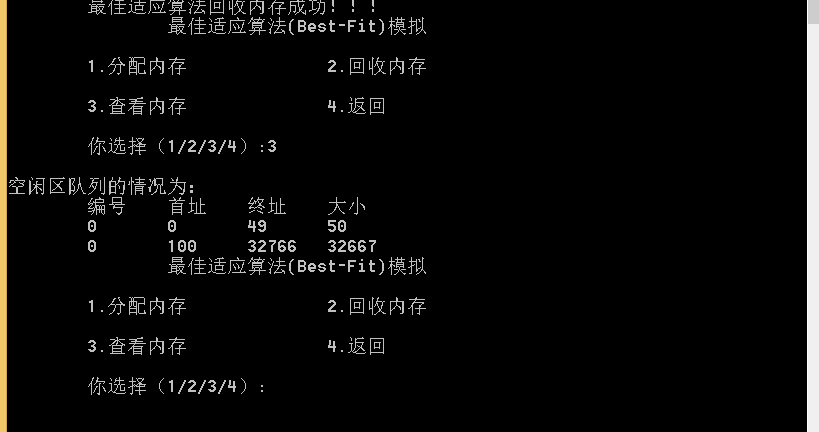 最佳适应算法回收内存成功！！！
最佳适应算法(Best-Fit)模拟
1.分配内存 2.回收内存
3.查看内存 4.返回
你选择（1/2/3/4）:3
空闲区队列的情况为：
编号 首址 终址 大小
0 0 49 50
0 100 32766 32667
最佳适应算法(Best-Fit)模拟
1.分配内存 2.回收内存
3.查看内存 4.返回
你选择（1/2/3/4）: